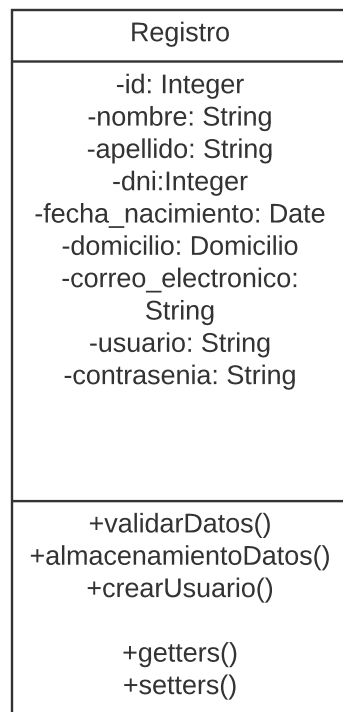 Registro
-id: Integer
-nombre: String
-apellido: String
-dni:Integer
-fecha_nacimiento: Date
-domicilio: Domicilio
-correo_electronico:
String
-usuario: String
-contrasenia: String
+validarDatos()
+almacenamientoDatos()
+crearUsuario()
+getters()
+setters()